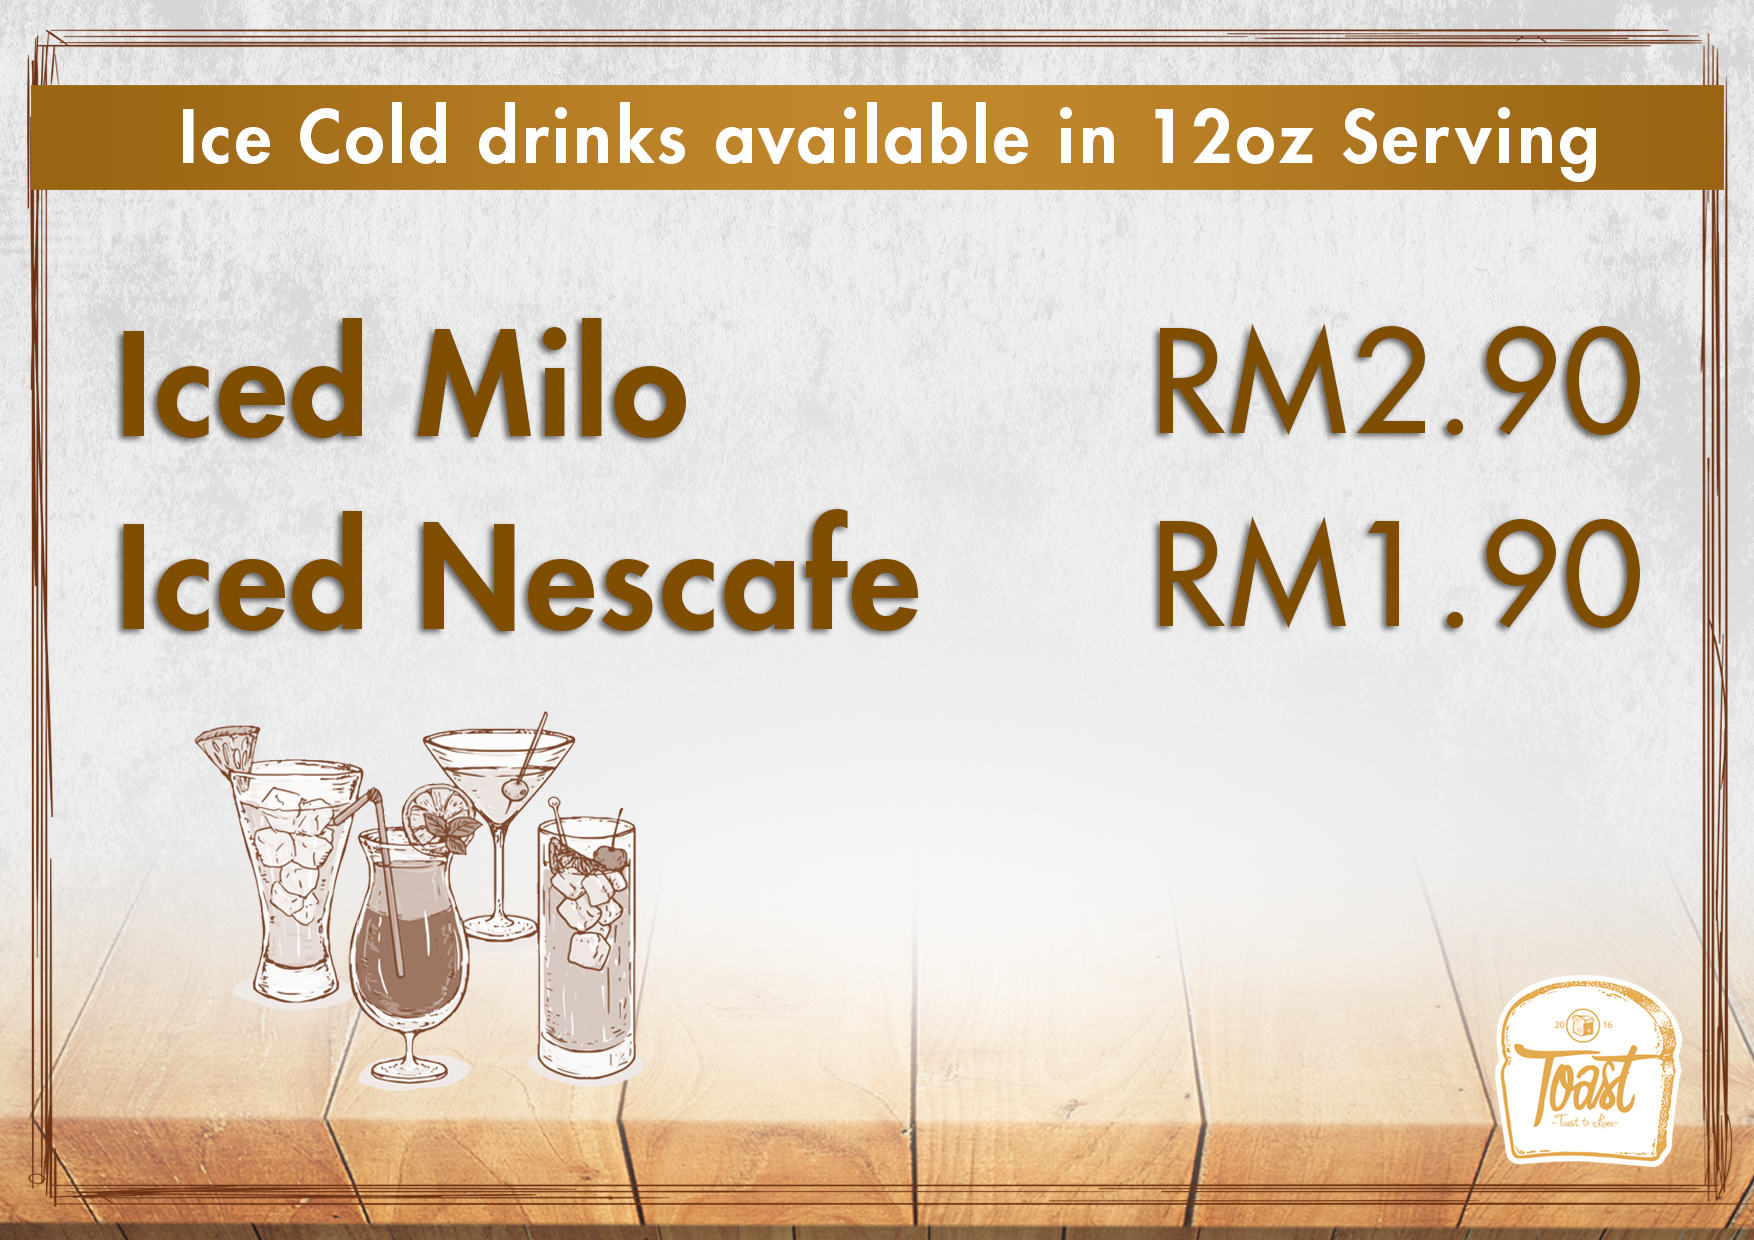 Ice Cold drinks available in 12oz Serving
Iced Milo RM2.90
Iced Nescafe RM1.90
20 16
Toast
-Toast to Love-